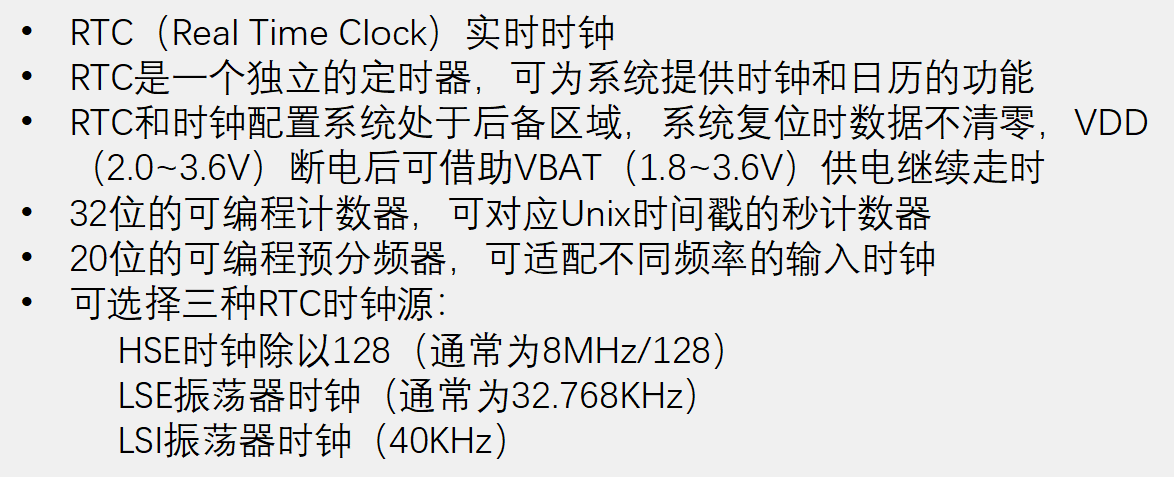 • RTC（Real Time Clock）实时时钟
• RTC是一个独立的定时器，可为系统提供时钟和日历的功能
• RTC和时钟配置系统处于后备区域，系统复位时数据不清零，VDD
（2.0~3.6V）断电后可借助VBAT（1.8~3.6V）供电继续走时
• 32位的可编程计数器，可对应Unix时间戳的秒计数器
• 20位的可编程预分频器，可适配不同频率的输入时钟
• 可选择三种RTC时钟源：
HSE时钟除以128（通常为8MHz/128）
LSE振荡器时钟（通常为32.768KHz）
LSI振荡器时钟（40KHz）